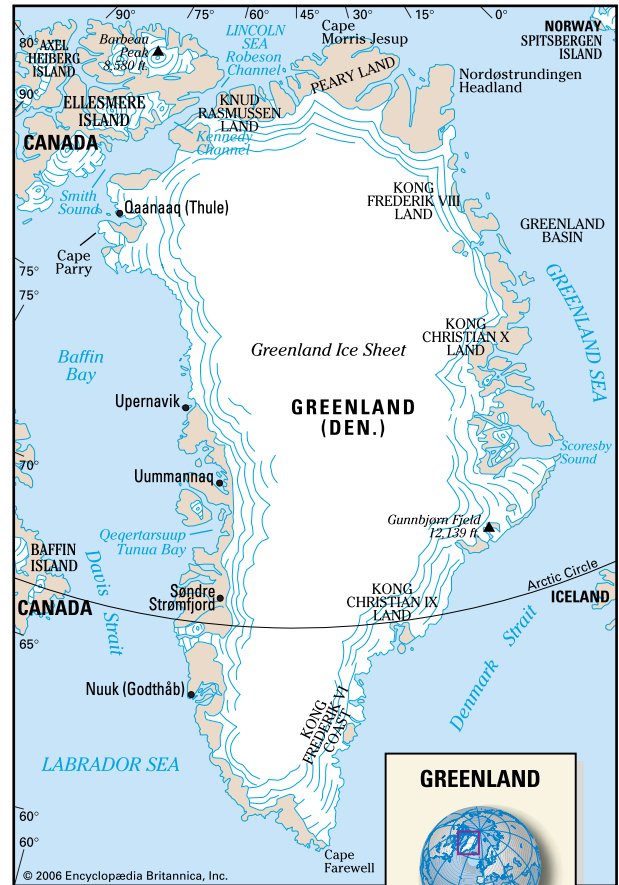 90°
75°
60°
45°
30°
15°
0°
80°
AXEL
HEIBERG
ISLAND
Barbeau
Peak
8,580 ft.
LINCOLN
SEA
Robeson
Channel
Cape
Morris Jesup
NORWAY
SPITSBERGEN
ISLAND
PEARY LAND
Nordøstrundingen
Headland
90°
ELLESMERE
ISLAND
KNUD
RASMUSSEN
LAND
Kennedy
Channel
CANADA
Smith
Sound
Qaanaaq (Thule)
KONG
FREDERIK VIII
LAND
GREENLAND
BASIN
Cape
Parry
75°
75°
GREENLAND SEA
KONG
CHRISTIAN X
LAND
Baffin
Bay
Greenland Ice Sheet
Upernavik
GREENLAND
(DEN.)
Scoresby
Sound
70°
Uummannaq
Gunnbjørn Fjeld
12,139 ft.
Qeqertarsuup
Tunua Bay
BAFFIN
ISLAND
Davis
Strait
Arctic Circle
Søndre
Strømfjord
KONG
CHRISTIAN IX
LAND
CANADA
ICELAND
65°
Denmark Strait
Nuuk (Godthåb)
KONG
FREDERIK VI
COAST
LABRADOR SEA
GREENLAND
60°
60°
Cape
Farewell
© 2006 Encyclopædia Britannica, Inc.